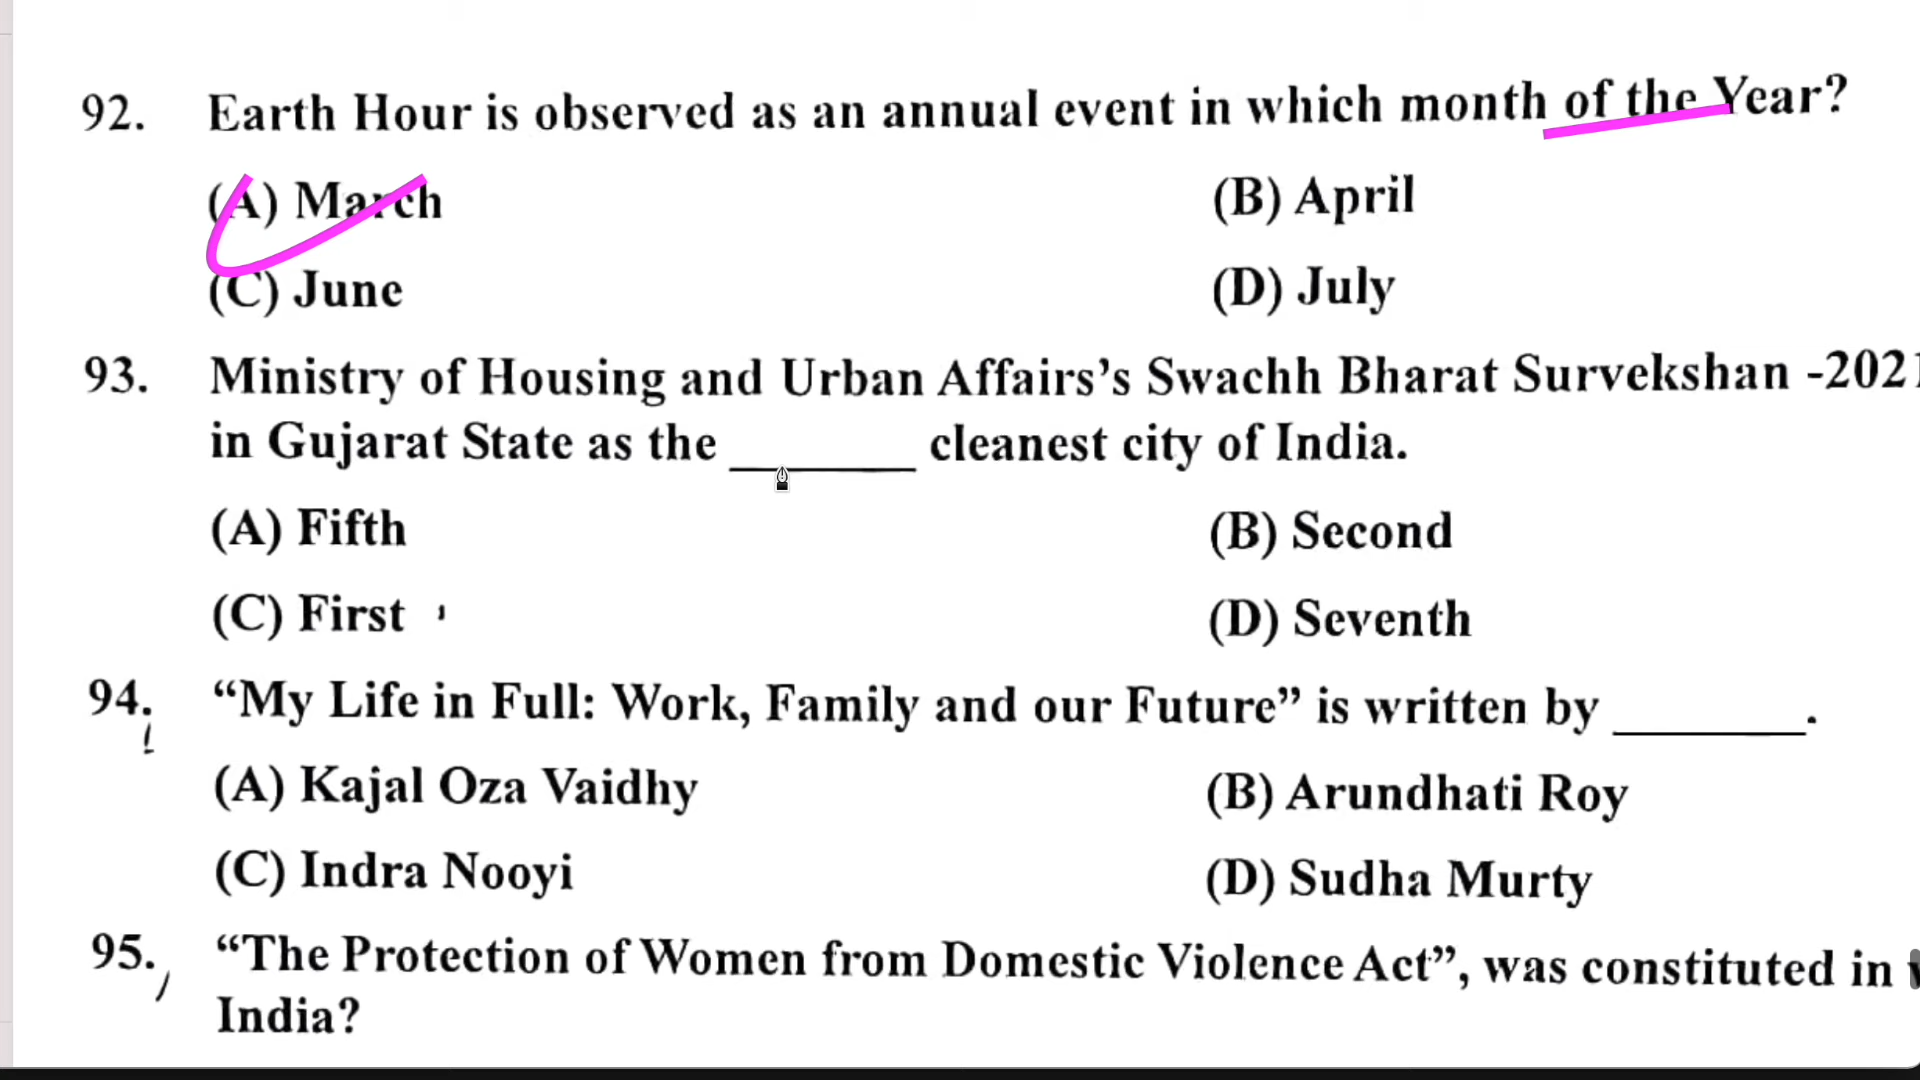 92. Earth Hour is observed as an annual event in which month of the Year?
(A) March (B) April
(C) June (D) July
93. Ministry of Housing and Urban Affairs's Swachh Bharat Survekshan -2021
in Gujarat State as the ________ cleanest city of India.
(A) Fifth (B) Second
(C) First (D) Seventh
94. “My Life in Full: Work, Family and our Future” is written by ________.
(A) Kajal Oza Vaidhy (B) Arundhati Roy
(C) Indra Nooyi (D) Sudha Murty
95. “The Protection of Women from Domestic Violence Act”, was constituted in
India?